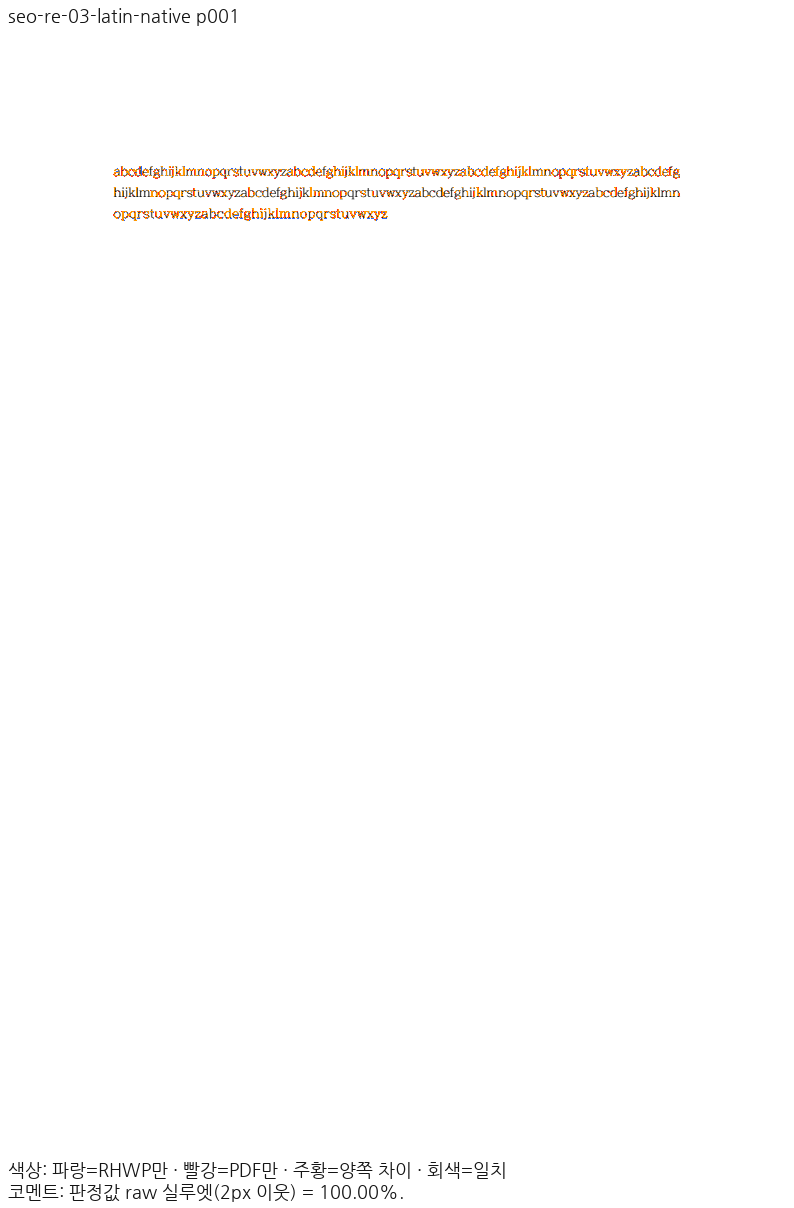 seo-re-03-latin-native p001
abcdefghijklmnopqrstuvwxyzabcdefghijklmnopqrstuvwxyzabcdefghijklmnopqrstuvwxyzabcdefg
hijklmnopqrstuvwxyzabcdefghijklmnopqrstuvwxyzabcdefghijklmnopqrstuvwxyzabcdefghijklmn
opqrstuvwxyzabcdefghijklmnopqrstuvwxyz
색상: 파랑=RHWP만 · 빨강=PDF만 · 주황=양쪽 차이 · 회색=일치
코멘트: 판정값 raw 실루엣(2px 이웃) = 100.00%.